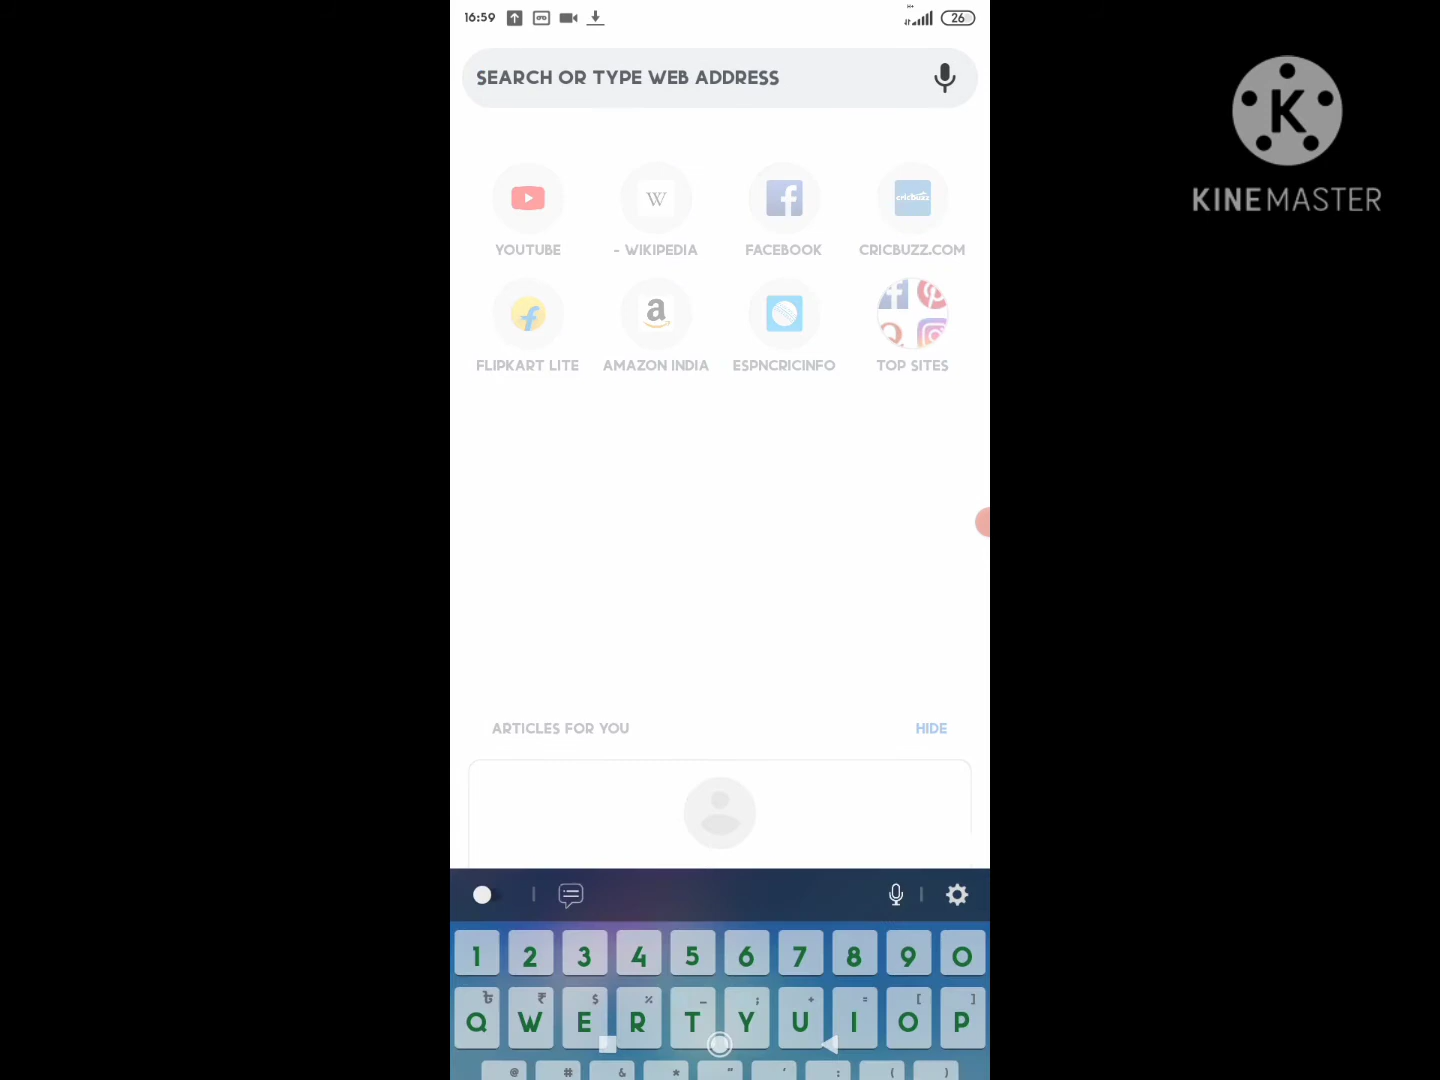 16:59
26
SEARCH OR TYPE WEB ADDRESS
K
KINEMASTER
YOUTUBE
- WIKIPEDIA
FACEBOOK
CRICBUZZ.COM
cricbuzz
W
FLIPKART LITE
AMAZON INDIA
ESPNCRICINFO
TOP SITES
ARTICLES FOR YOU
HIDE
1 2 3 4 5 6 7 8 9 0
৳ ₹ $ % _ ; + = [ ]
Q W E R T Y U I O P
@ # & * " ' : ( )